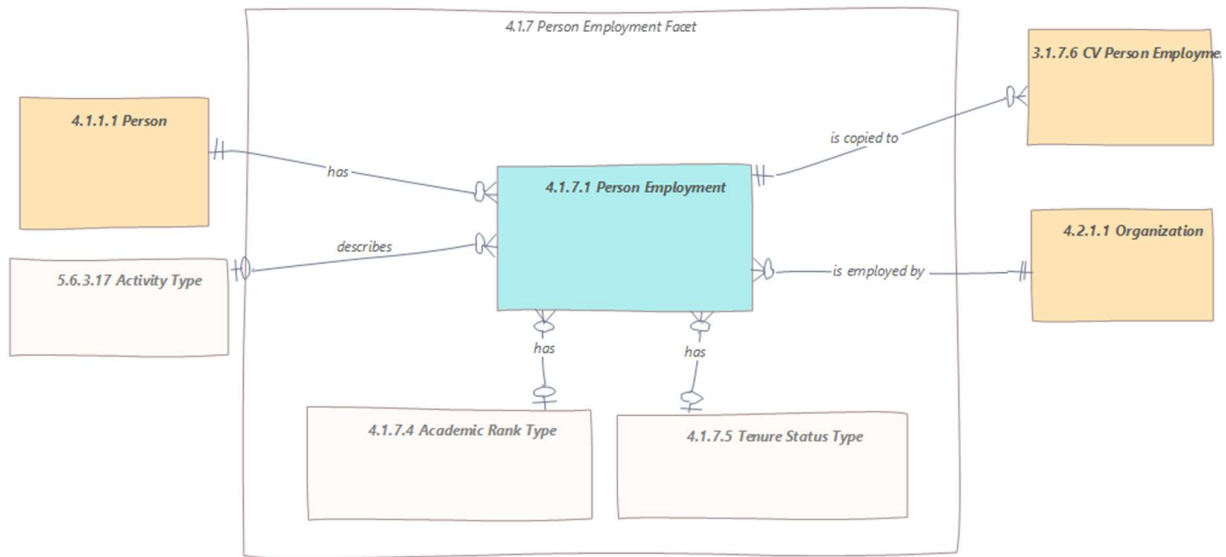 4.1.7 Person Employment Facet
3.1.7.6 CV Person Employme
4.1.1.1 Person
is copied to
has
4.1.7.1 Person Employment
4.2.1.1 Organization
describes
is employed by
5.6.3.17 Activity Type
has
has
4.1.7.4 Academic Rank Type
4.1.7.5 Tenure Status Type